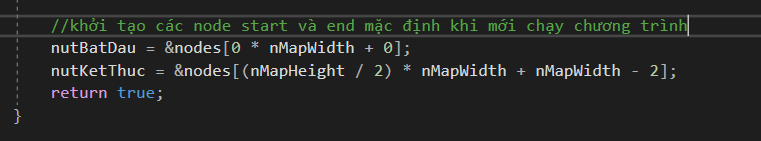 //khởi tạo các node start và end mặc định khi mới chạy chương trình
nutBatDau = &nodes[0 * nMapWidth + 0];
nutKetThuc = &nodes[(nMapHeight / 2) * nMapWidth + nMapWidth - 2];
return true;
}